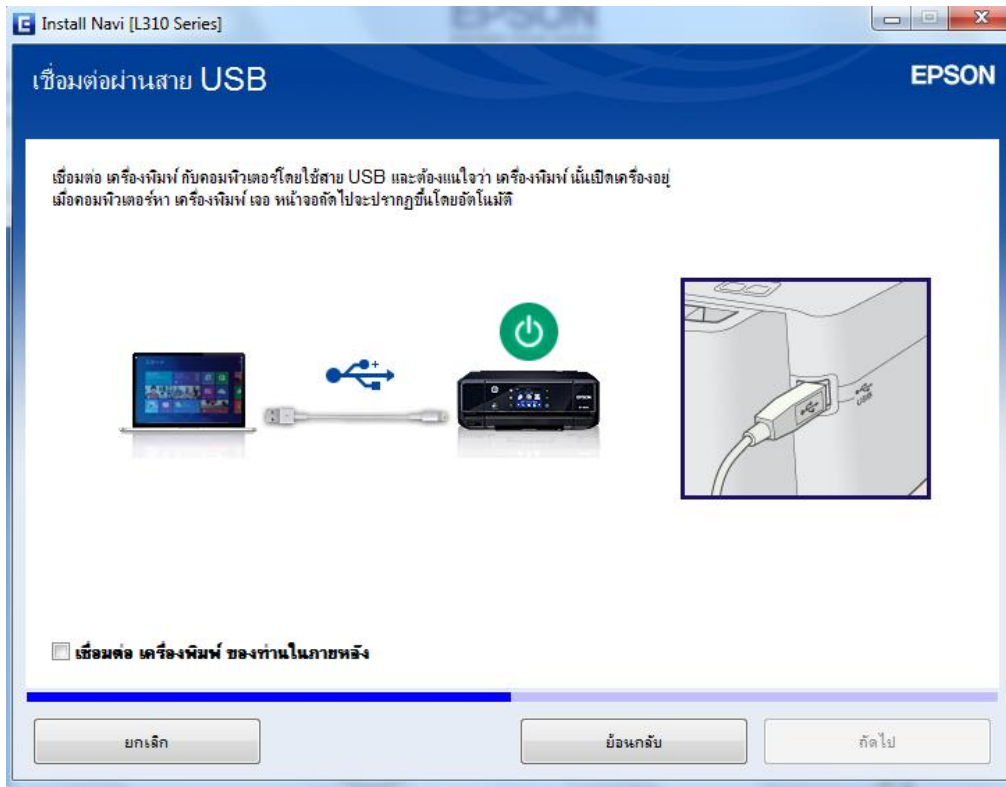 Install Navi [L310 Series]
เชื่อมต่อผ่านสาย USB
EPSON
เชื่อมต่อ เครื่องพิมพ์ กับคอมพิวเตอร์โดยใช้สาย USB และต้องแน่ใจว่า เครื่องพิมพ์ นั้นเปิดเครื่องอยู่
เมื่อคอมพิวเตอร์หา เครื่องพิมพ์ เจอ หน้าจอถัดไปจะปรากฏขึ้นโดยอัตโนมัติ
EPSON
USB
เชื่อมต่อ เครื่องพิมพ์ ของท่านในภายหลัง
ยกเลิก
ย้อนกลับ
ถัดไป